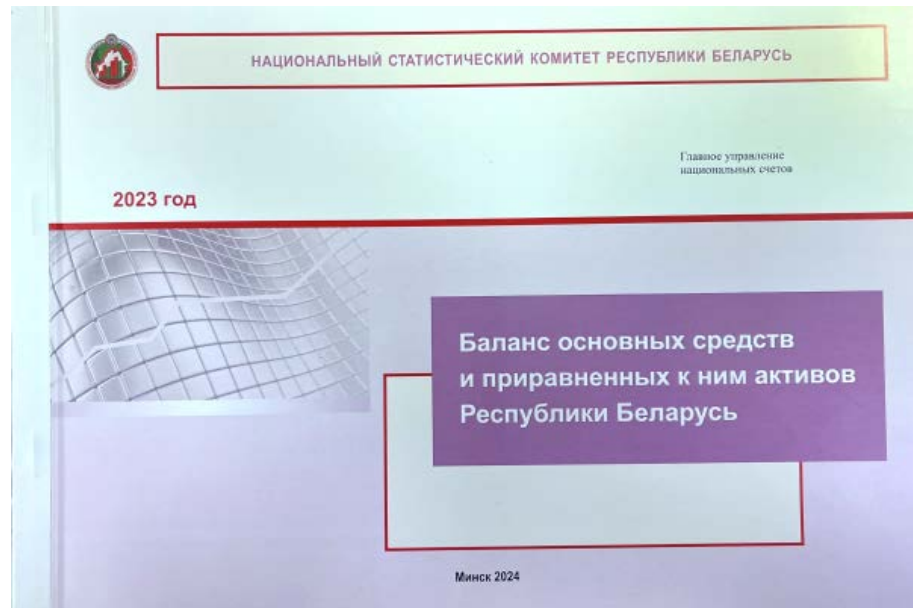 НАЦИОНАЛЬНЫЙ СТАТИСТИЧЕСКИЙ КОМИТЕТ РЕСПУБЛИКИ БЕЛАРУСЬ
Главное управление
национальных счетов
2023 год
Баланс основных средств
и приравненных к ним активов
Республики Беларусь
Минск 2024